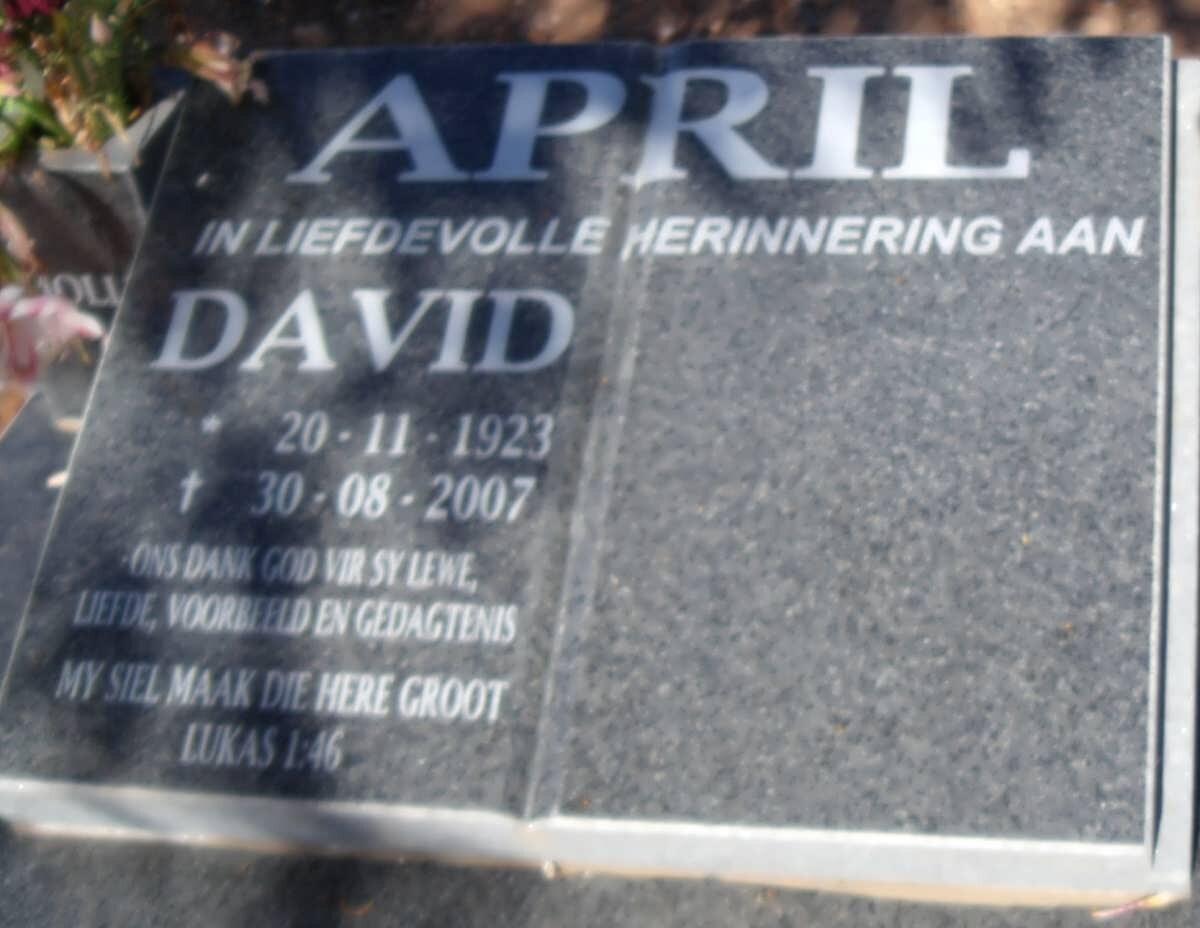 APRIL
IN LIEFDEVOLLE HERINNERING AAN
DAVID
* 20 - 11 - 1923
† 30 - 08 - 2007
ONS DANK GOD VIR SY LEWE,
LIEFDE, VOORBEELD EN GEDAGTENIS
MY SIEL MAAK DIE HERE GROOT
LUKAS 1:46